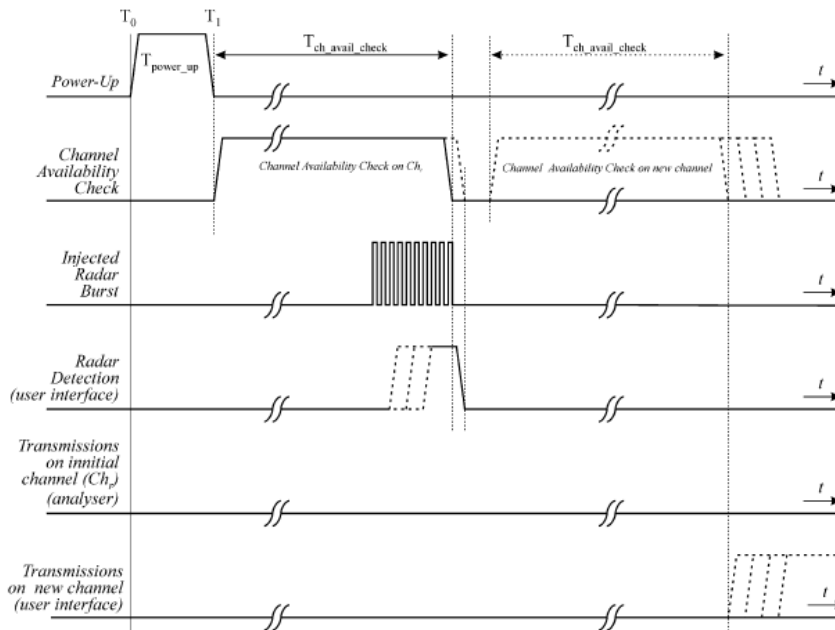 T0 T1
Tch_avail_check Tch_avail_check
Tpower_up
Power-Up
t
Channel
Availability
Check
Channel Availability Check on Chr
Channel Availability Check on new channel
t
Injected
Radar
Burst
t
Radar
Detection
(user interface)
t
Transmissions
on innitial
channel (Chr)
(analyser)
t
Transmissions
on new channel
(user interface)
t